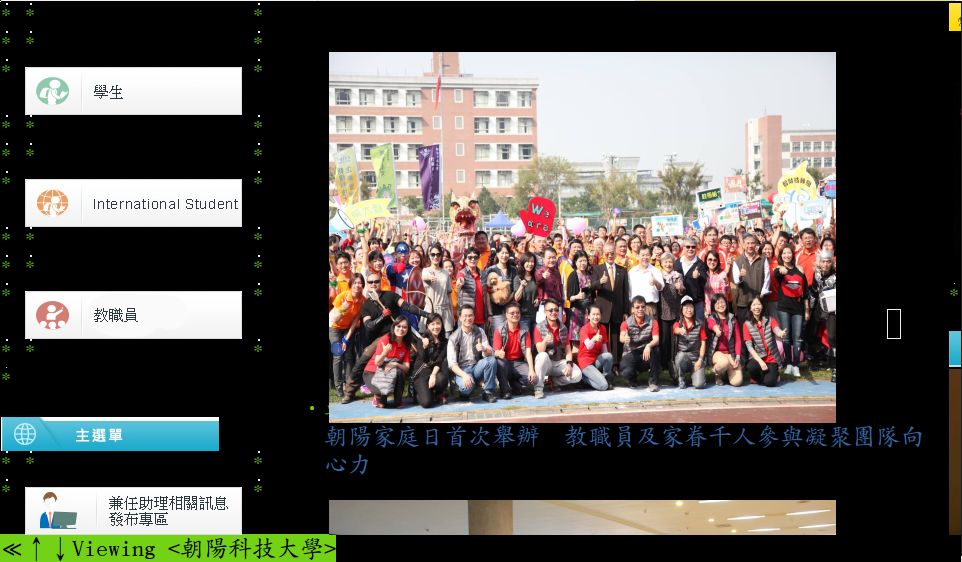 學生
International Student
教職員
主選單
兼任助理相關訊息
發布專區
We
are
朝陽家庭日首次舉辦　教職員及家眷千人參與凝聚團隊向
心力
≪↑↓Viewing <朝陽科技大學>